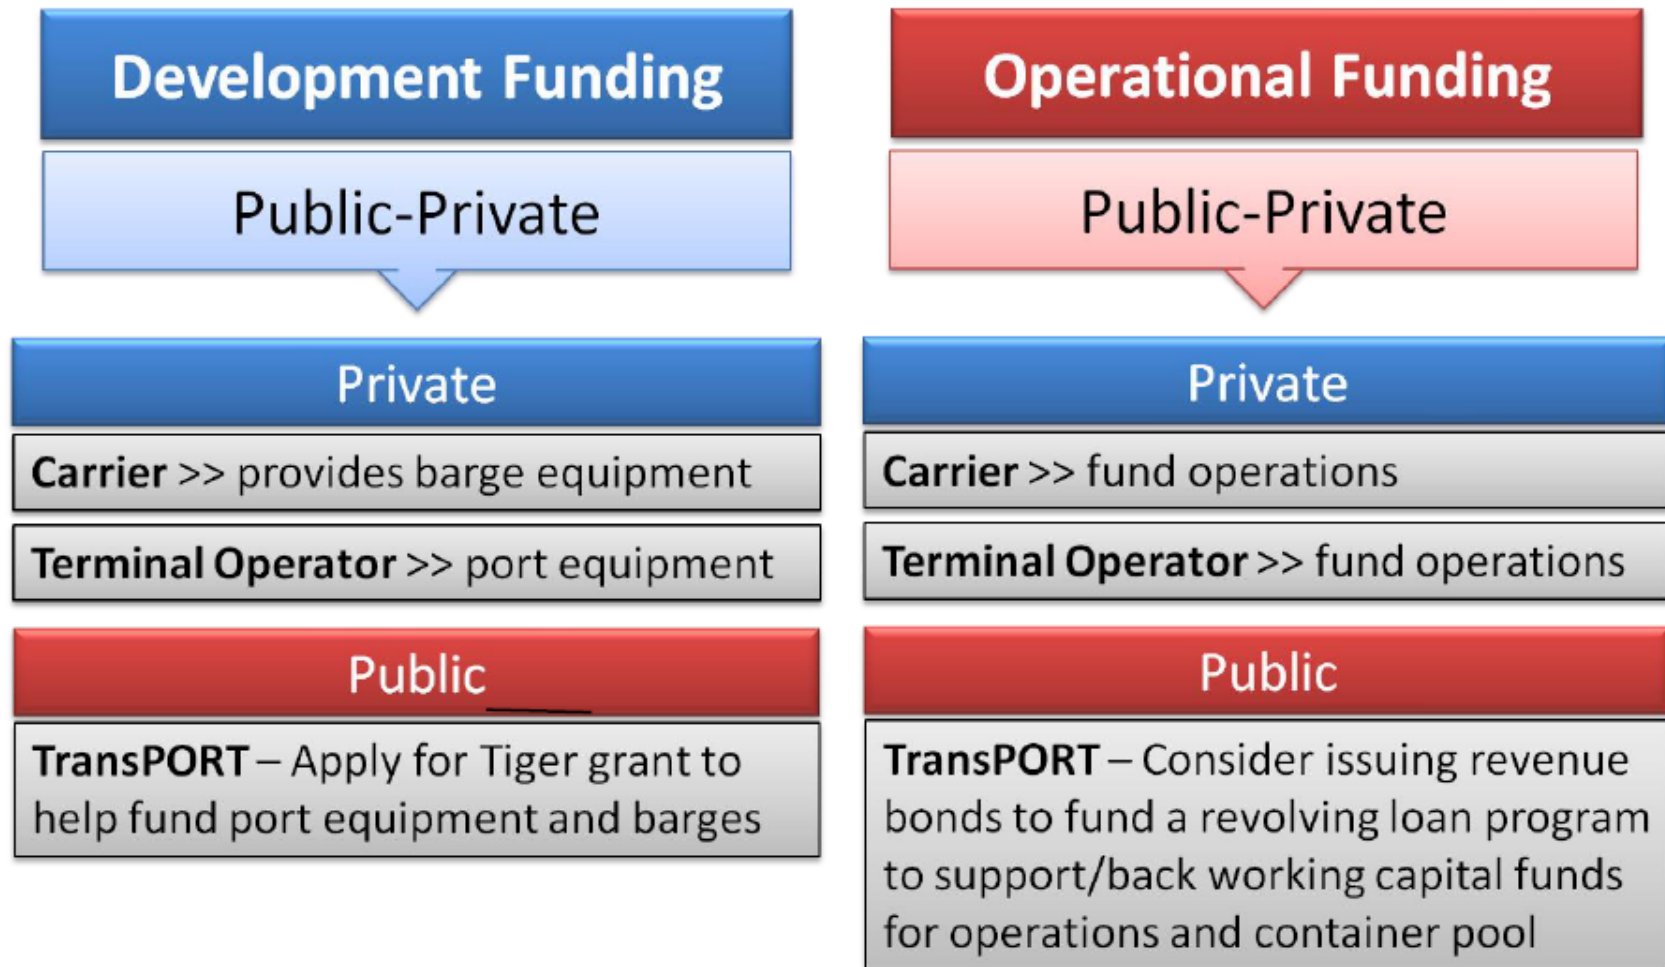 Development Funding
Public-Private
Private
Carrier >> provides barge equipment
Terminal Operator >> port equipment
Public
TransPORT – Apply for Tiger grant to
help fund port equipment and barges
Operational Funding
Public-Private
Private
Carrier >> fund operations
Terminal Operator >> fund operations
Public
TransPORT – Consider issuing revenue
bonds to fund a revolving loan program
to support/back working capital funds
for operations and container pool